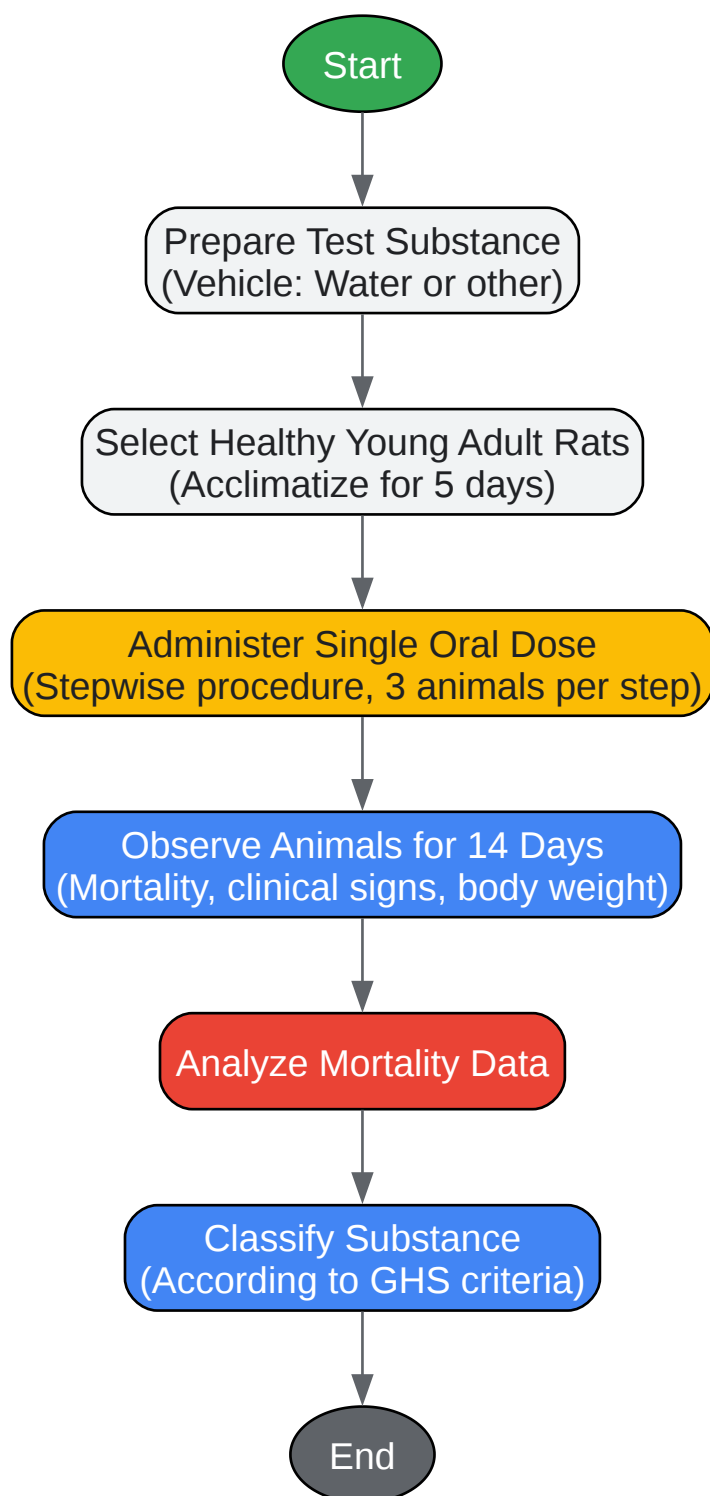 Start
Prepare Test Substance
(Vehicle: Water or other)
Select Healthy Young Adult Rats
(Acclimatize for 5 days)
Administer Single Oral Dose
(Stepwise procedure, 3 animals per step)
Observe Animals for 14 Days
(Mortality, clinical signs, body weight)
Analyze Mortality Data
Classify Substance
(According to GHS criteria)
End